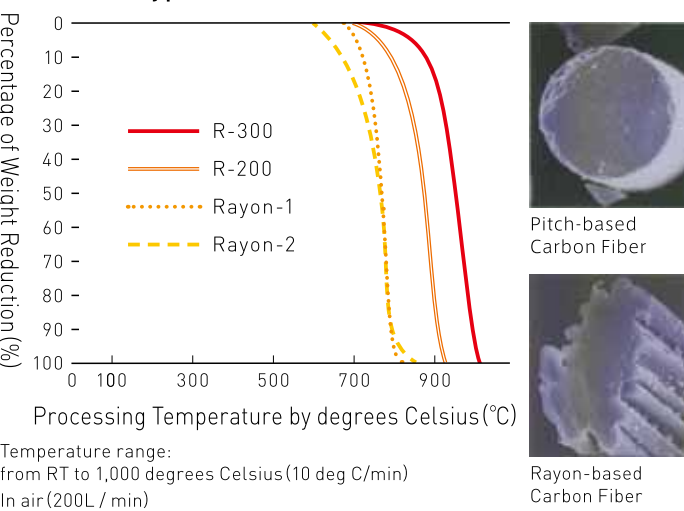 Percentage of Weight Reduction (%)
0
10
20
30
40
50
60
70
80
90
100
R-300
R-200
Rayon-1
Rayon-2
0 100 300 500 700 900
Processing Temperature by degrees Celsius (°C)
Temperature range:
from RT to 1,000 degrees Celsius (10 deg C/min)
In air (200L / min)
Pitch-based
Carbon Fiber
Rayon-based
Carbon Fiber